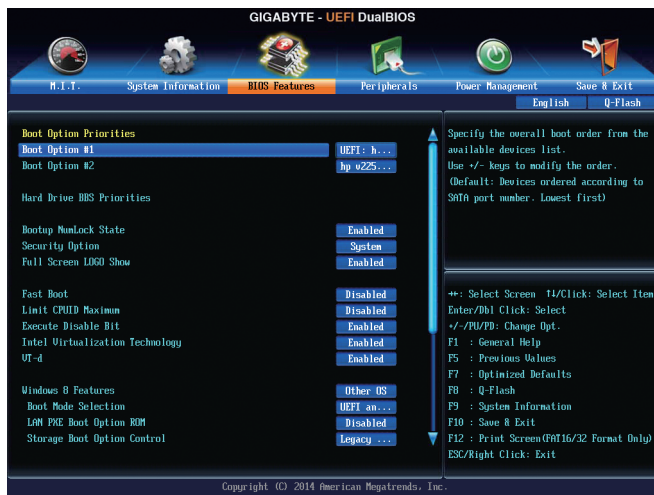 GIGABYTE - UEFI DualBIOS
M.I.T. System Information BIOS Features Peripherals Power Management Save & Exit
English Q-Flash
Boot Option Priorities
Boot Option #1 UEFI: h...
Boot Option #2 hp v225...
Hard Drive BBS Priorities
Bootup NumLock State Enabled
Security Option System
Full Screen LOGO Show Enabled
Fast Boot Disabled
Limit CPUID Maximum Disabled
Execute Disable Bit Enabled
Intel Virtualization Technology Enabled
VT-d Enabled
Windows 8 Features Other OS
Boot Mode Selection UEFI an...
LAN PXE Boot Option ROM Disabled
Storage Boot Option Control Legacy ...
Specify the overall boot order from the
available devices list.
Use +/- keys to modify the order.
(Default: Devices ordered according to
SATA port number. Lowest first)
↔: Select Screen ↑↓/Click: Select Item
Enter/Dbl Click: Select
+/-/PU/PD: Change Opt.
F1 : General Help
F5 : Previous Values
F7 : Optimized Defaults
F8 : Q-Flash
F9 : System Information
F10 : Save & Exit
F12 : Print Screen(FAT16/32 Format Only)
ESC/Right Click: Exit
Copyright (C) 2014 American Megatrends, Inc.